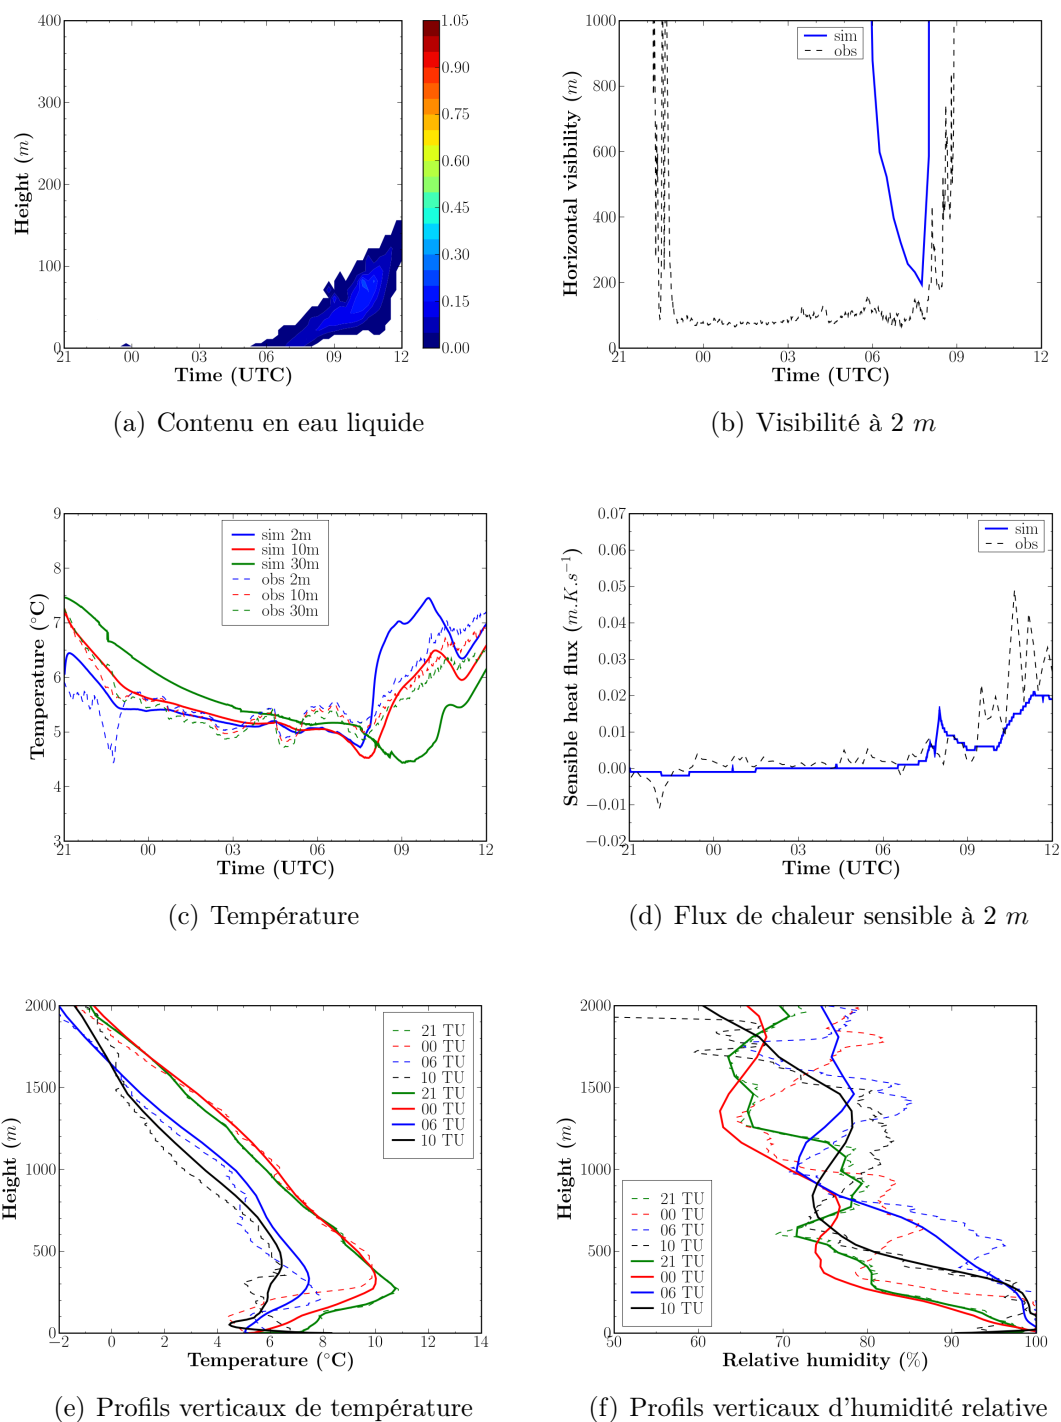 400
300
200
100
0
Height (m)
21 00 03 06 09 12
Time (UTC)
1.05
0.90
0.75
0.60
0.45
0.30
0.15
0.00
(a) Contenu en eau liquide
1000
800
600
400
200
0
Horizontal visibility (m)
sim
obs
21 00 03 06 09 12
Time (UTC)
(b) Visibilité à 2 m
9
8
7
6
5
4
3
Temperature (°C)
sim 2m
sim 10m
sim 30m
obs 2m
obs 10m
obs 30m
21 00 03 06 09 12
Time (UTC)
(c) Température
0.07
0.06
0.05
0.04
0.03
0.02
0.01
0.00
−0.01
−0.02
Sensible heat flux (m.K.s⁻¹)
sim
obs
21 00 03 06 09 12
Time (UTC)
(d) Flux de chaleur sensible à 2 m
2000
1500
1000
500
0
Height (m)
21 TU
00 TU
06 TU
10 TU
21 TU
00 TU
06 TU
10 TU
−2 0 2 4 6 8 10 12 14
Temperature (°C)
(e) Profils verticaux de température
2000
1500
1000
500
0
Height (m)
21 TU
00 TU
06 TU
10 TU
21 TU
00 TU
06 TU
10 TU
50 60 70 80 90 100
Relative humidity (%)
(f) Profils verticaux d'humidité relative